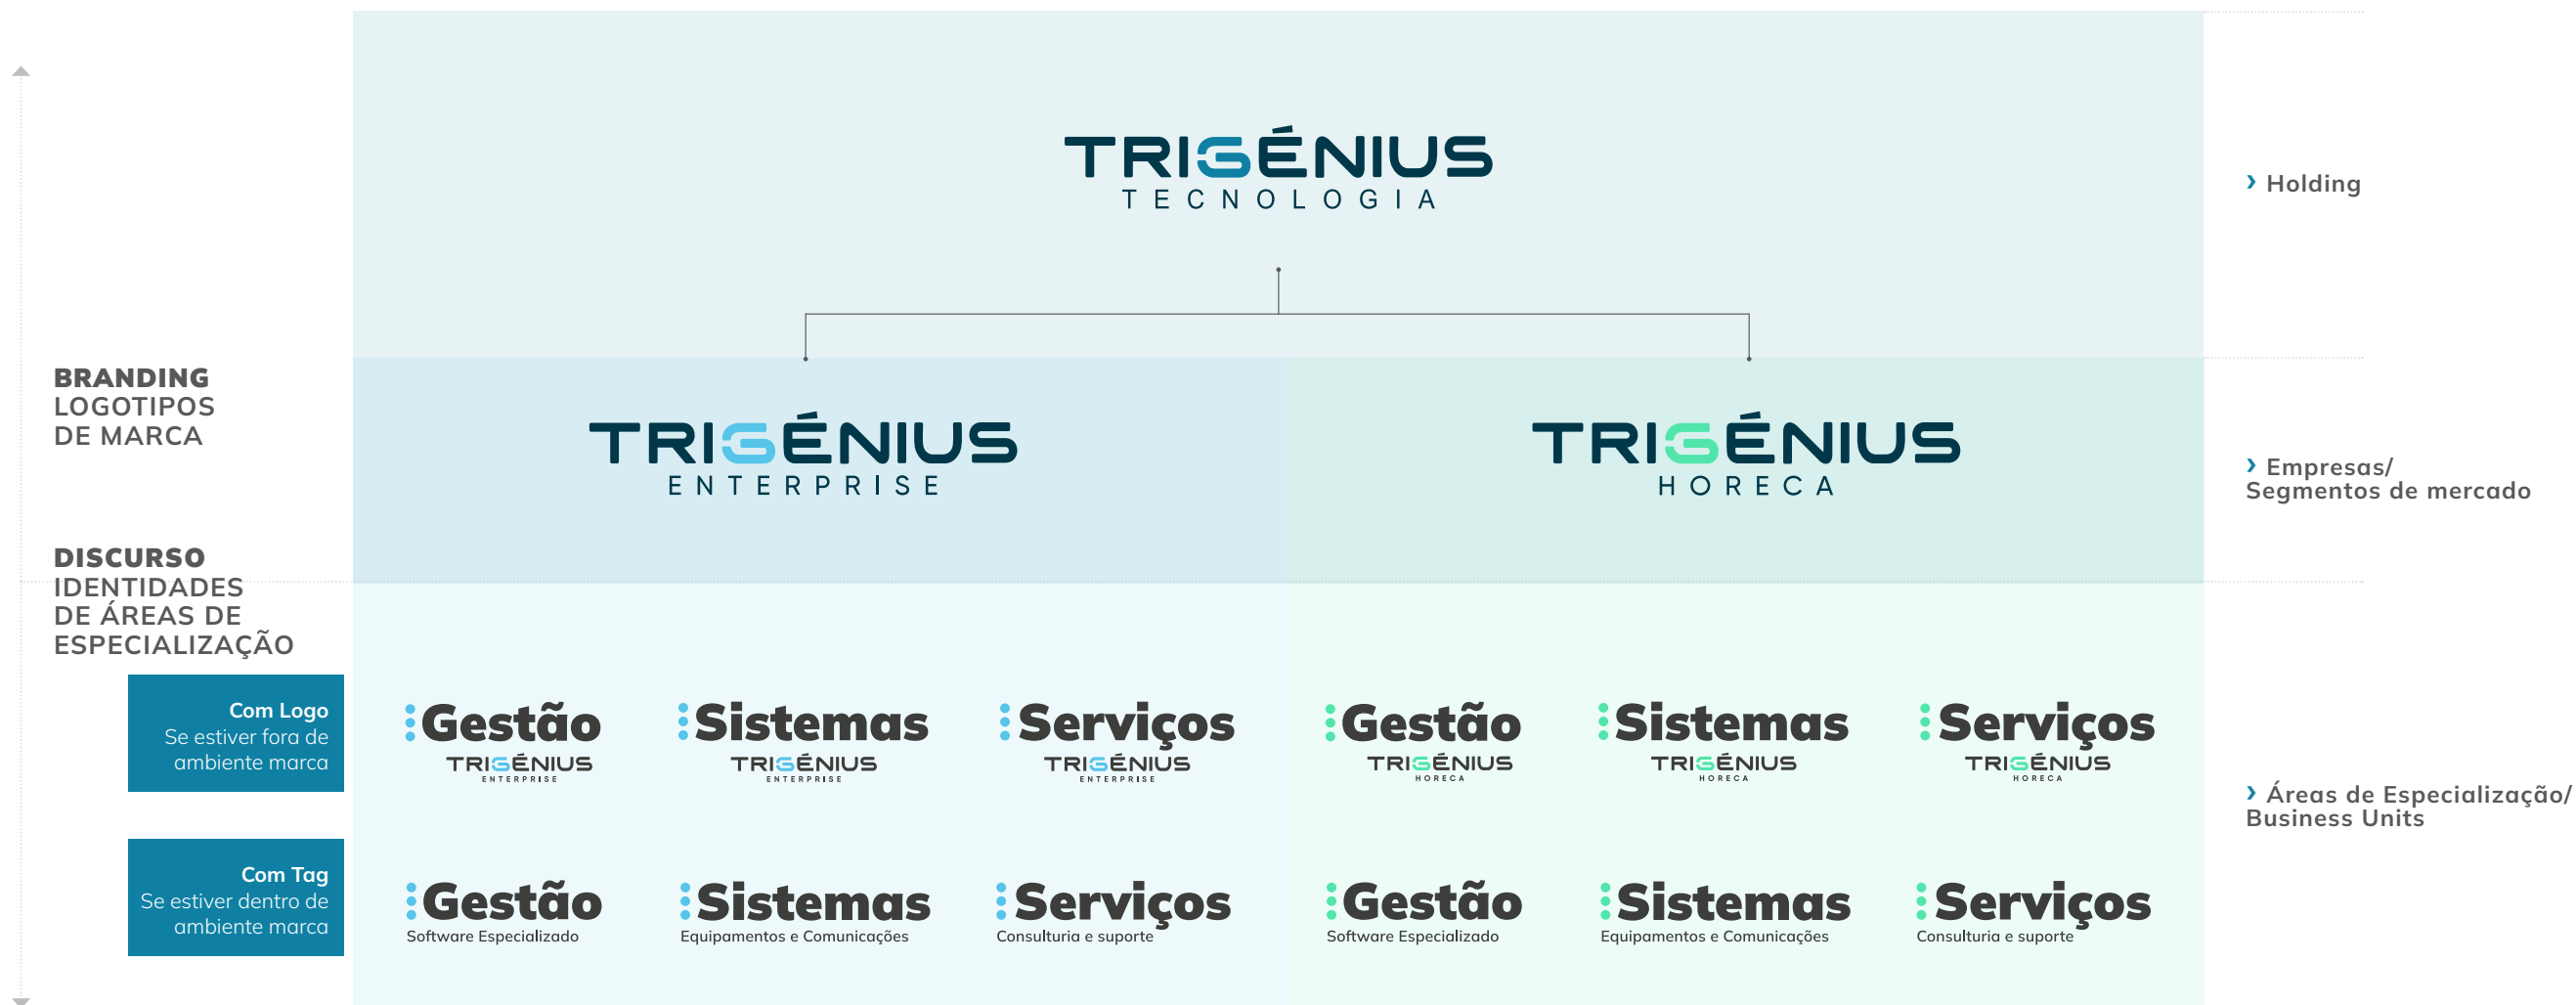 TRIGÉNIUS
TECNOLOGIA
› Holding
BRANDING
LOGOTIPOS
DE MARCA
TRIGÉNIUS
ENTERPRISE
TRIGÉNIUS
HORECA
› Empresas/
Segmentos de mercado
DISCURSO
IDENTIDADES
DE ÁREAS DE
ESPECIALIZAÇÃO
Com Logo
Se estiver fora de
ambiente marca
Gestão
TRIGÉNIUS
ENTERPRISE
Sistemas
TRIGÉNIUS
ENTERPRISE
Serviços
TRIGÉNIUS
ENTERPRISE
Gestão
TRIGÉNIUS
HORECA
Sistemas
TRIGÉNIUS
HORECA
Serviços
TRIGÉNIUS
HORECA
› Áreas de Especialização/
Business Units
Com Tag
Se estiver dentro de
ambiente marca
Gestão
Software Especializado
Sistemas
Equipamentos e Comunicações
Serviços
Consulturia e suporte
Gestão
Software Especializado
Sistemas
Equipamentos e Comunicações
Serviços
Consulturia e suporte